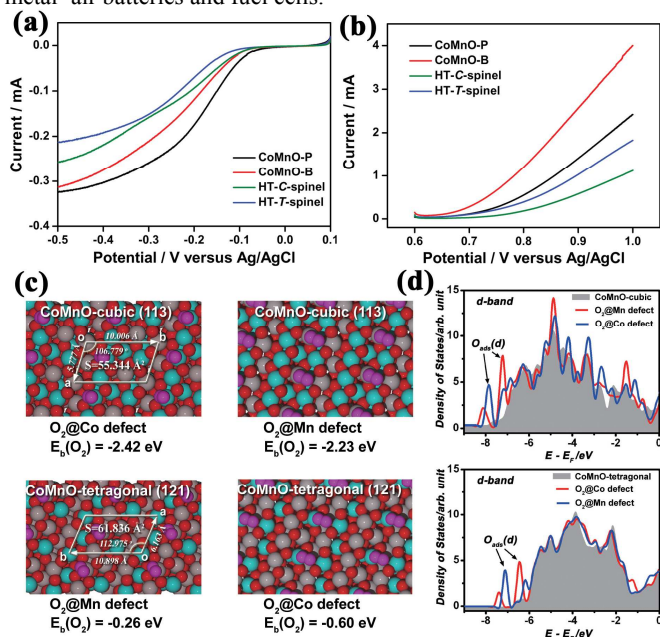 metal–air batteries and fuel cells.
(a)
0.0
-0.1
-0.2
-0.3
-0.4
Current / mA
CoMnO-P
CoMnO-B
HT-C-spinel
HT-T-spinel
-0.5 -0.4 -0.3 -0.2 -0.1 0.0 0.1
Potential / V versus Ag/AgCl
(b)
4
3
2
1
0
Current / mA
CoMnO-P
CoMnO-B
HT-C-spinel
HT-T-spinel
0.6 0.7 0.8 0.9 1.0
Potential / V versus Ag/AgCl
(c)
CoMnO-cubic (113)
o 10.006 b
106.779
5.777 Å
S=55.344 Å²
a
O₂@Co defect
E_b(O₂) = -2.42 eV
CoMnO-cubic (113)
O₂@Mn defect
E_b(O₂) = -2.23 eV
CoMnO-tetragonal (121)
a
S=61.836 Å²
112.975
6.163 Å
b 10.898 o
O₂@Mn defect
E_b(O₂) = -0.26 eV
CoMnO-tetragonal (121)
O₂@Co defect
E_b(O₂) = -0.60 eV
(d)
15
10
5
0
Density of States/arb. unit
d-band
CoMnO-cubic
O₂@Mn defect
O₂@Co defect
O_ads(d)
-8 -6 -4 -2 0
E - E_F/eV
15
10
5
0
Density of States/arb. unit
d-band
CoMnO-tetragonal
O₂@Co defect
O₂@Mn defect
O_ads(d)
-8 -6 -4 -2 0
E - E_F/eV